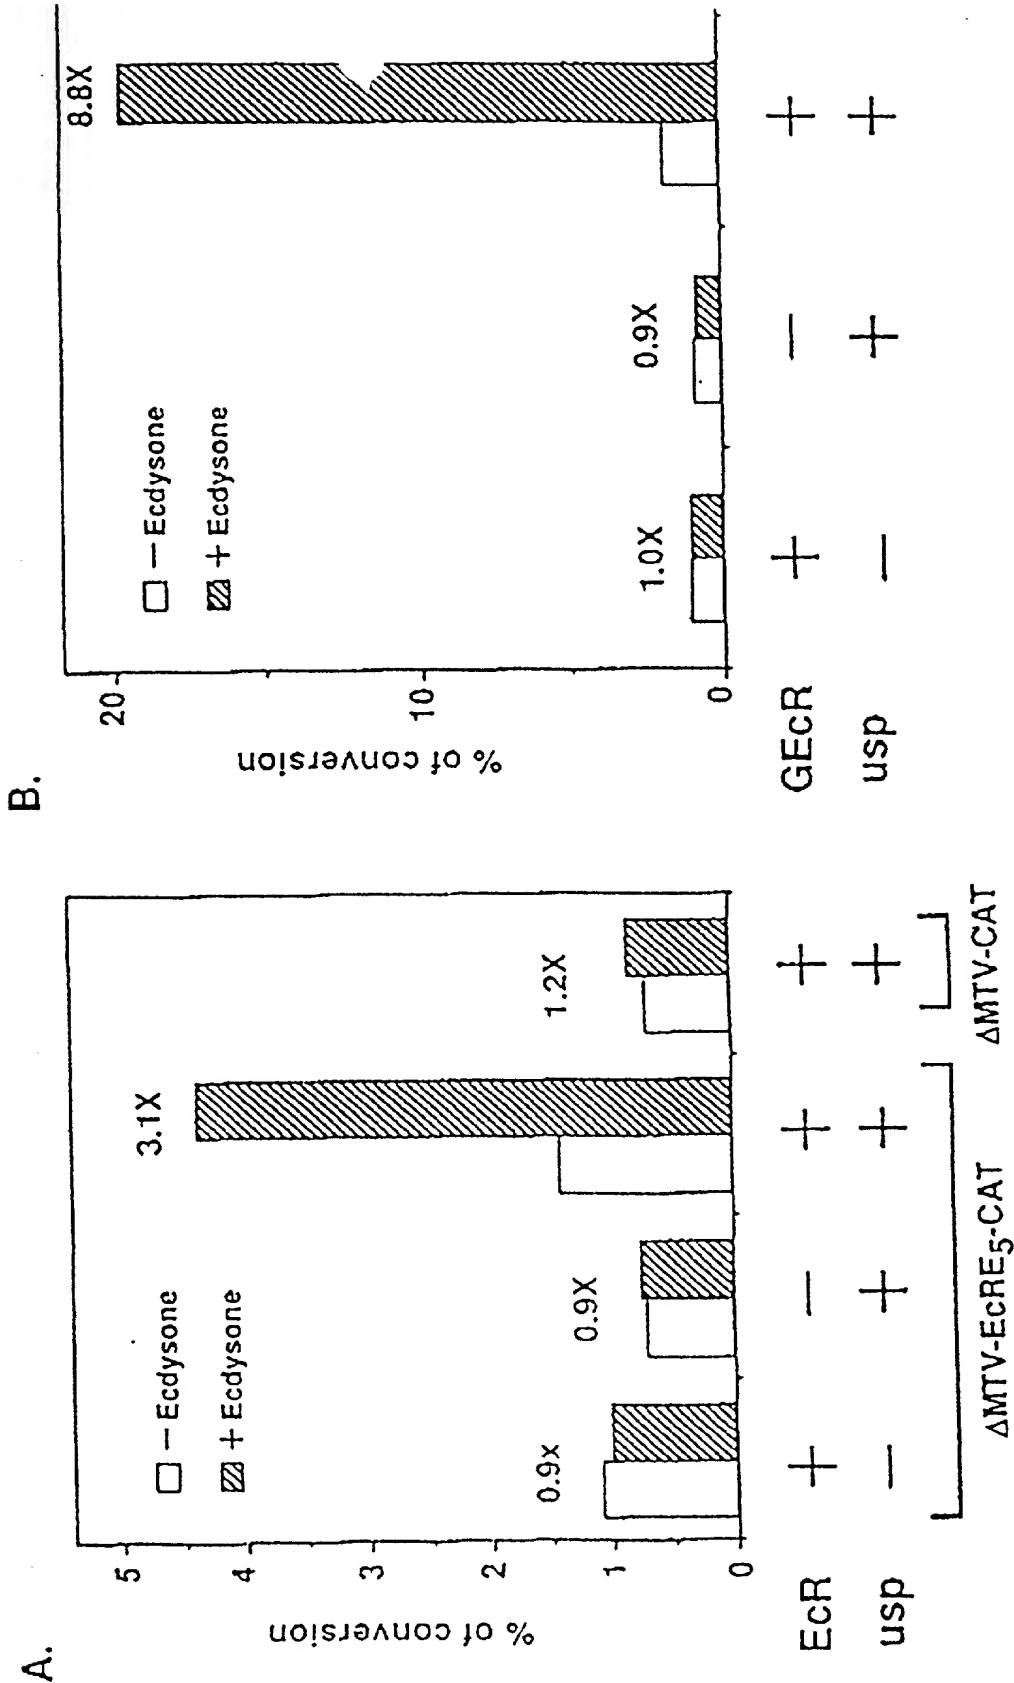 A.
% of conversion
5
4
3
2
1
0
— Ecdysone
+ Ecdysone
0.9x
0.9X
3.1X
1.2X
EcR + — + +
usp — + + +
ΔMTV-EcRE5-CAT
ΔMTV-CAT
B.
% of conversion
20
10
0
— Ecdysone
+ Ecdysone
1.0X
0.9X
8.8X
GEcR + — +
usp — + +